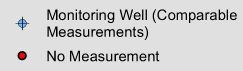 Monitoring Well (Comparable
Measurements)
No Measurement